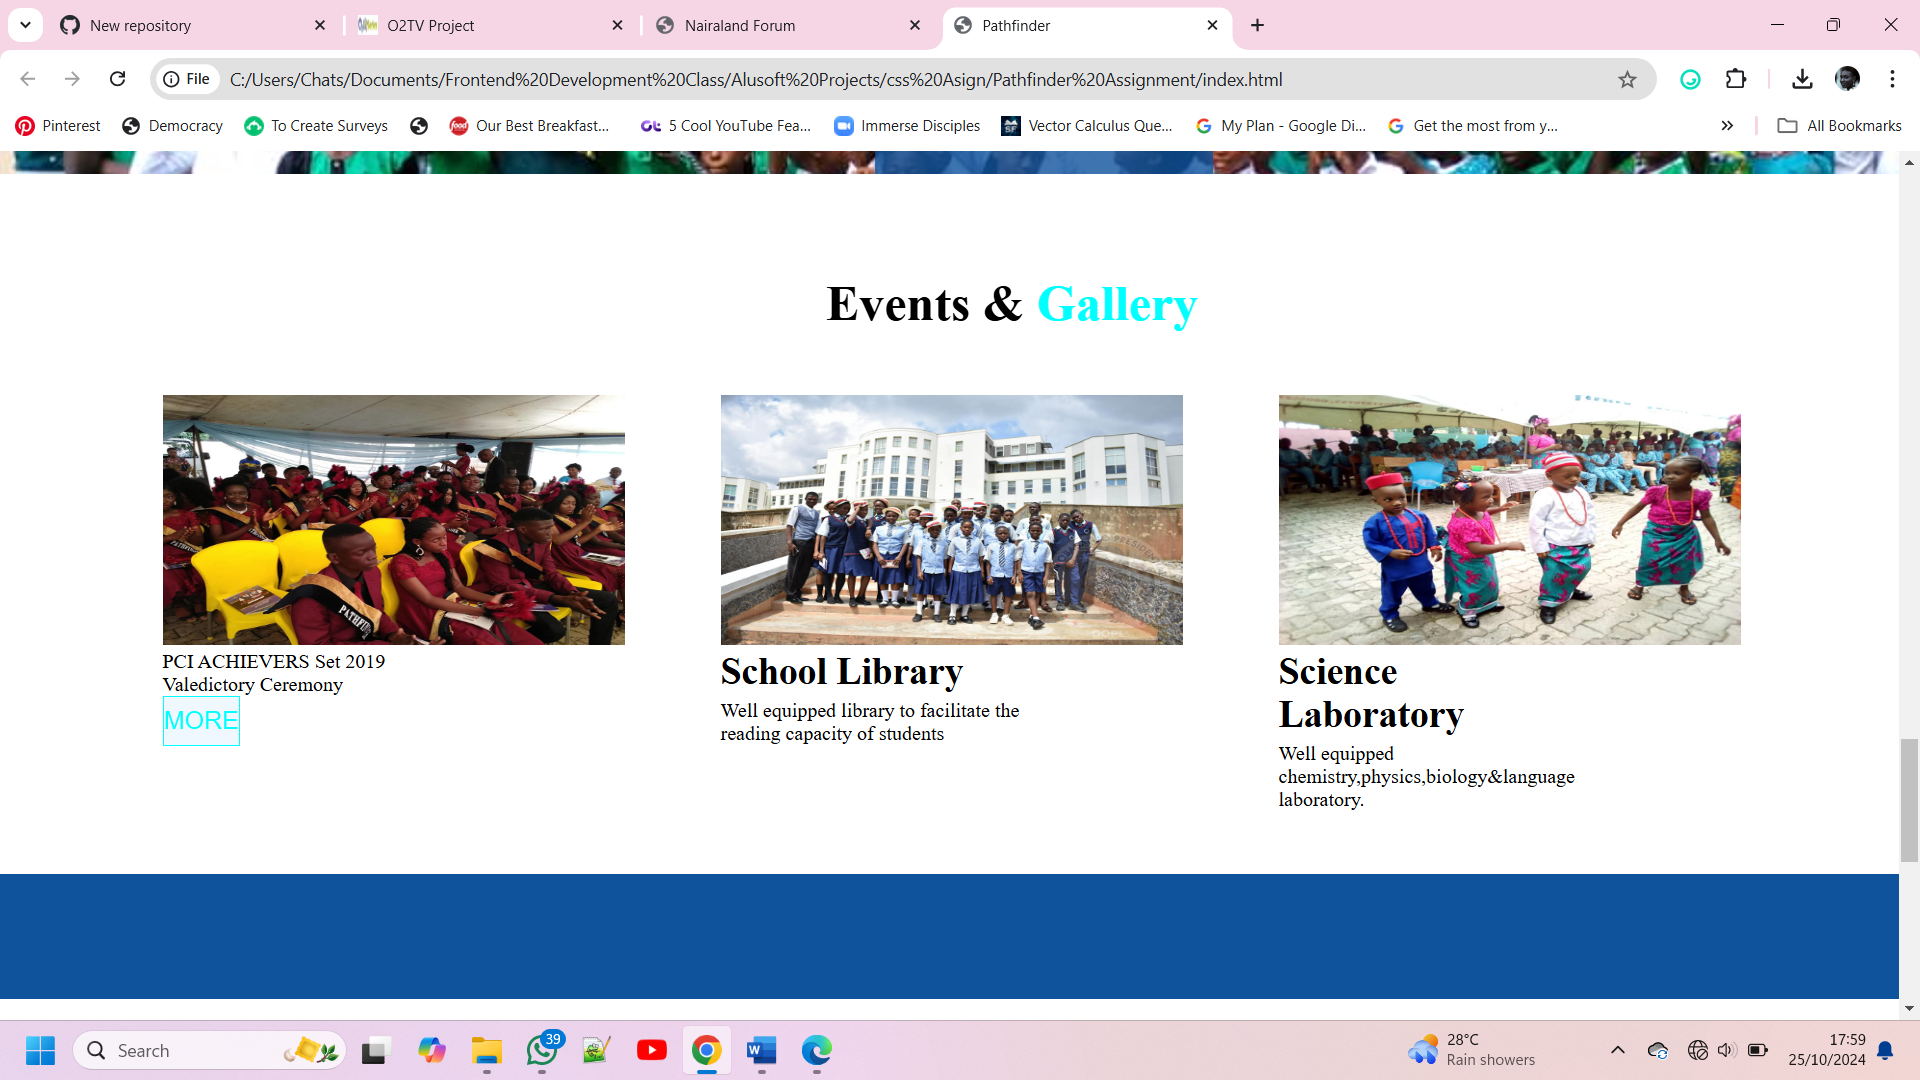 New repository
O2TV Project
Nairaland Forum
Pathfinder
File
C:/Users/Chats/Documents/Frontend%20Development%20Class/Alusoft%20Projects/css%20Asign/Pathfinder%20Assignment/index.html
Pinterest
Democracy
To Create Surveys
food
Our Best Breakfast...
GL
5 Cool YouTube Fea...
Immerse Disciples
SF
Vector Calculus Que...
My Plan - Google Di...
Get the most from y...
All Bookmarks
Events & Gallery
PATHFI
PCI ACHIEVERS Set 2019
Valedictory Ceremony
MORE
School Library
Well equipped library to facilitate the
reading capacity of students
Science
Laboratory
Well equipped
chemistry,physics,biology&language
laboratory.
Search
39
28°C
Rain showers
17:59
25/10/2024